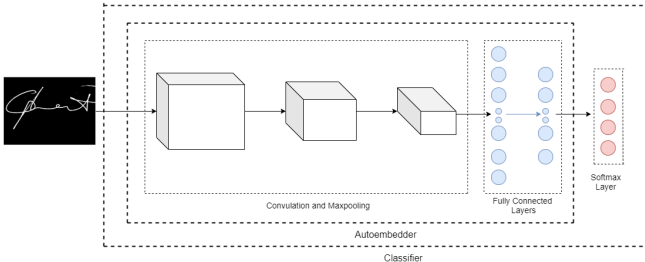 Convulation and Maxpooling
Fully Connected
Layers
Softmax
Layer
Autoembedder
Classifier